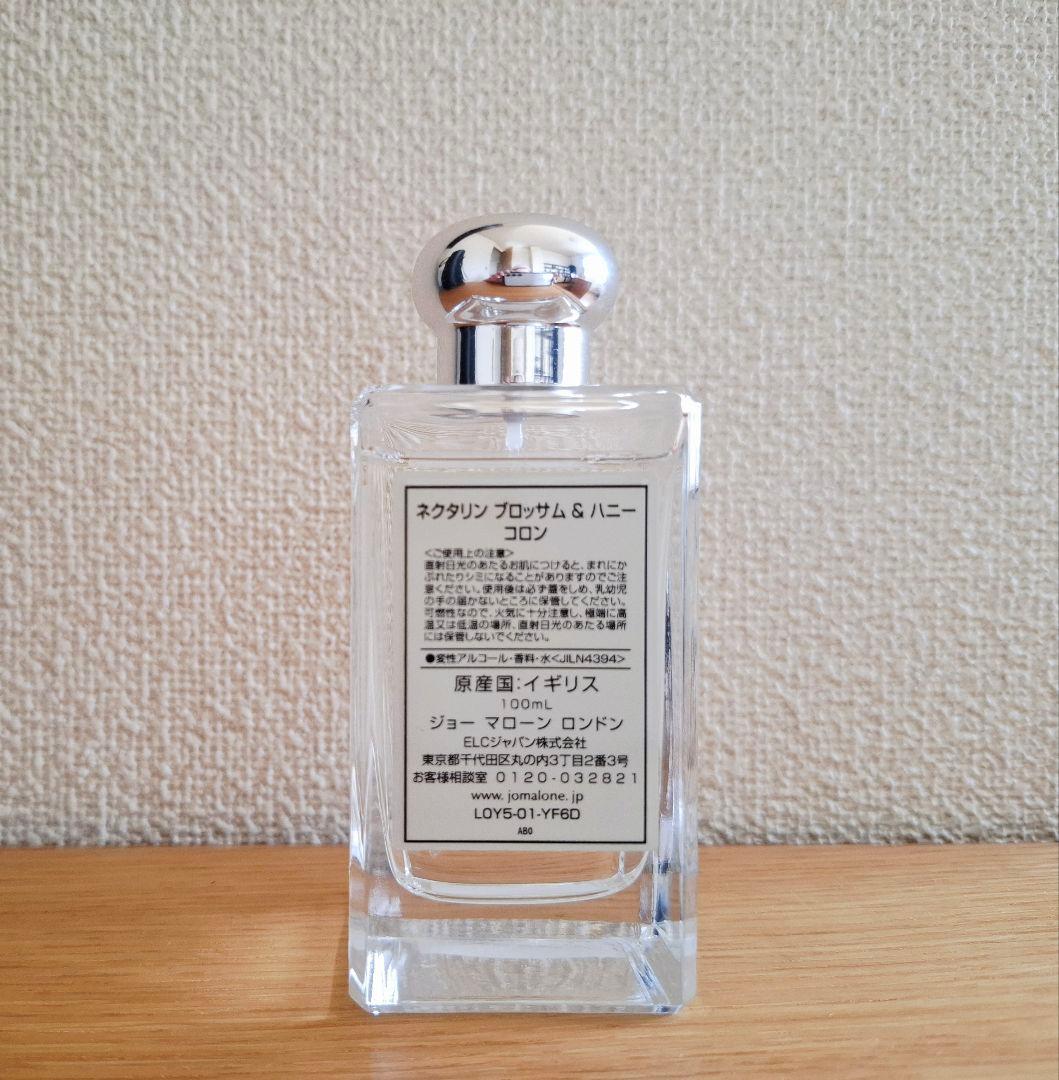 ネクタリン ブロッサム & ハニー
コロン
<ご使用上の注意>
直射日光のあたるお肌につけると、まれにか
ぶれたりシミになることがありますのでご注
意ください。使用後は必ず蓋をしめ、乳幼児
の手の届かないところに保管してください。
可燃性なので、火気に十分注意し、極端に高
温又は低温の場所、直射日光のあたる場所
には保管しないでください。
●変性アルコール・香料・水<JILN4394>
原産国:イギリス
100mL
ジョー マローン ロンドン
ELCジャパン株式会社
東京都千代田区丸の内3丁目2番3号
お客様相談室 0120-032821
www.jomalone.jp
L0Y5-01-YF6D
AB0